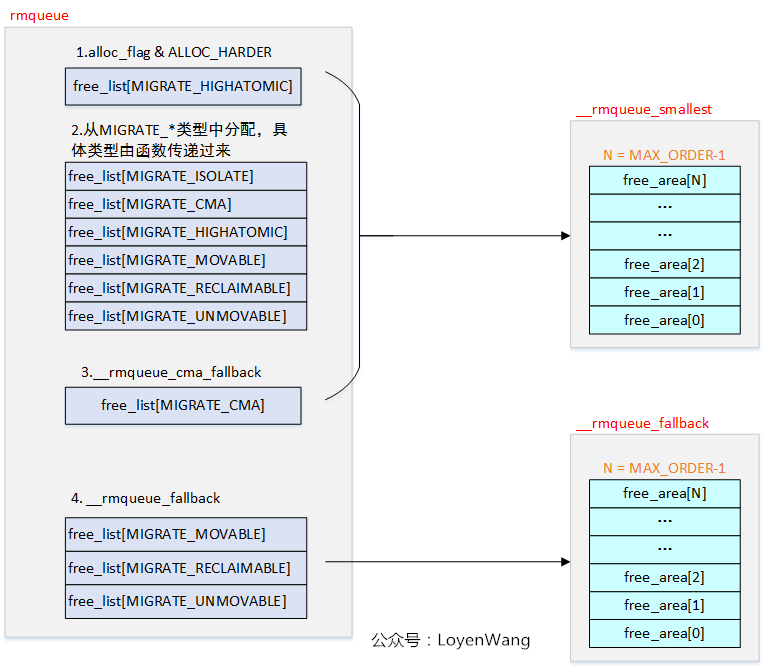 rmqueue
1.alloc_flag & ALLOC_HARDER
free_list[MIGRATE_HIGHATOMIC]
2.从MIGRATE_*类型中分配，具
体类型由函数传递过来
free_list[MIGRATE_ISOLATE]
free_list[MIGRATE_CMA]
free_list[MIGRATE_HIGHATOMIC]
free_list[MIGRATE_MOVABLE]
free_list[MIGRATE_RECLAIMABLE]
free_list[MIGRATE_UNMOVABLE]
3.__rmqueue_cma_fallback
free_list[MIGRATE_CMA]
4. __rmqueue_fallback
free_list[MIGRATE_MOVABLE]
free_list[MIGRATE_RECLAIMABLE]
free_list[MIGRATE_UNMOVABLE]
__rmqueue_smallest
N = MAX_ORDER-1
free_area[N]
...
...
free_area[2]
free_area[1]
free_area[0]
__rmqueue_fallback
N = MAX_ORDER-1
free_area[N]
...
...
free_area[2]
free_area[1]
free_area[0]
公众号：LoyenWang